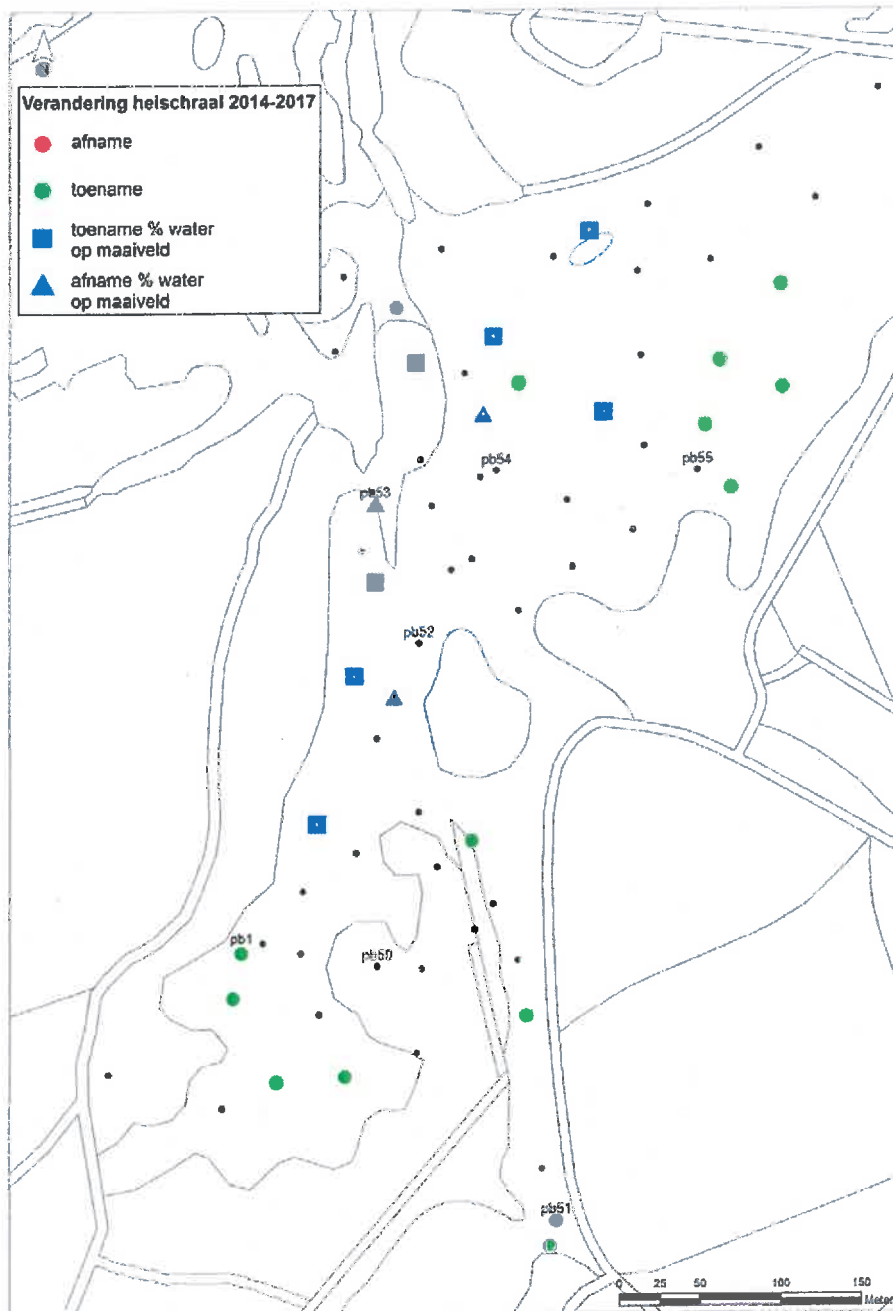 Verandering heischraal 2014-2017
afname
toename
toename % water
op maaiveld
afname % water
op maaiveld
pb54
pb55
pb53
pb52
pb1
pb50
pb51
0 25 50 100 150
Meter